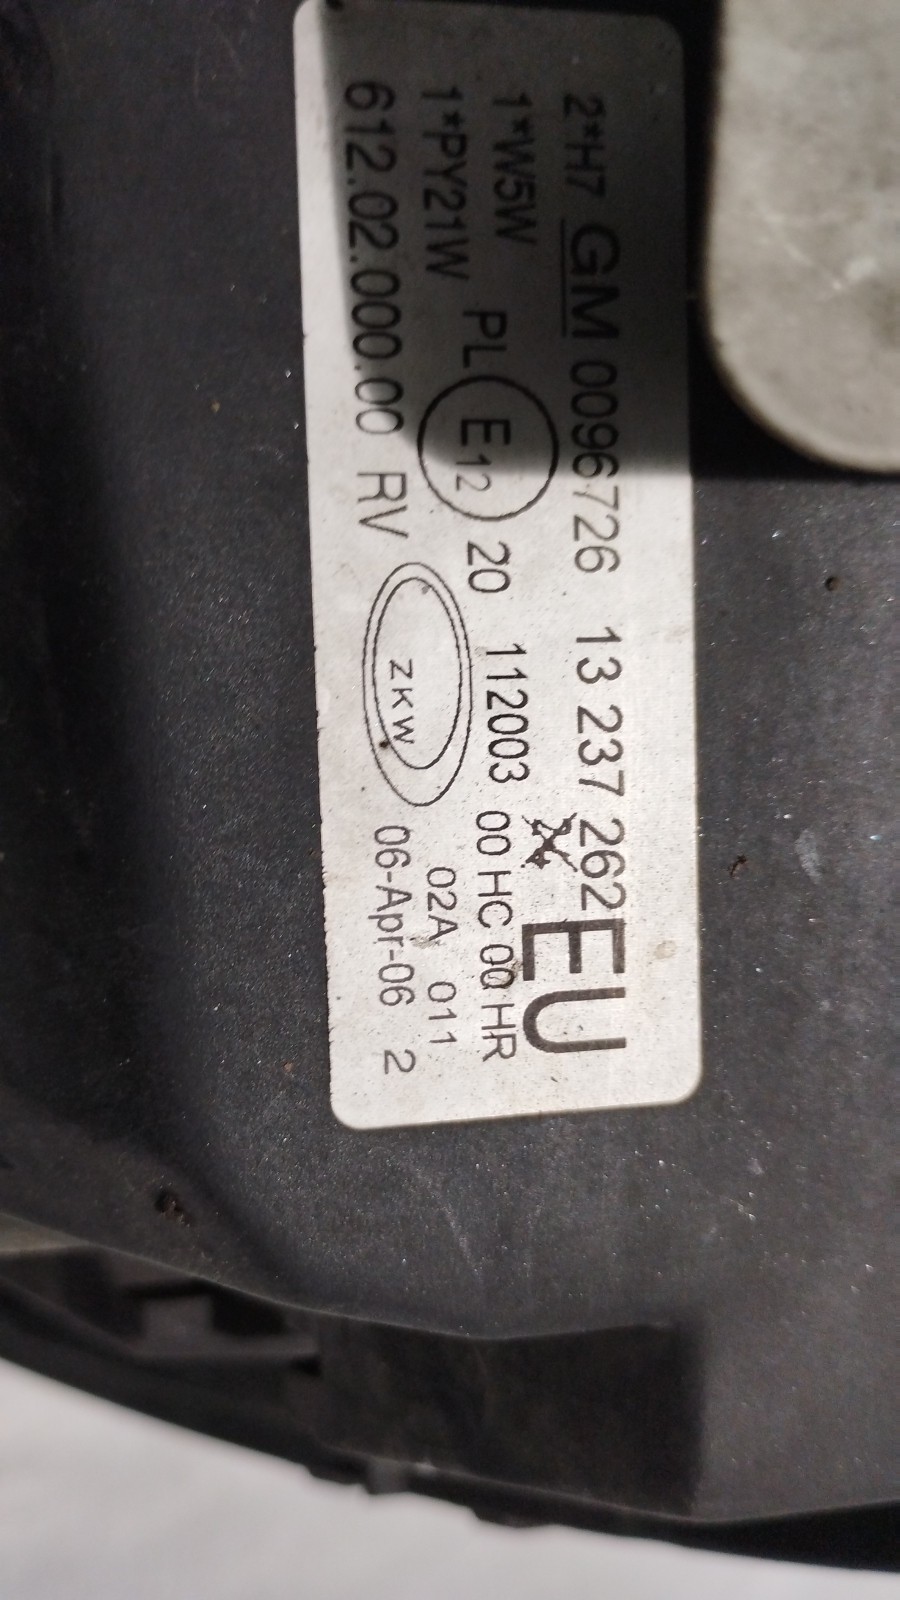 2*H7 GM 0096726 13 237 262 EU
1*W5W PL E12 20 112003 00 HC 00 HR
1*PY21W 02A 011
612.02.000.00 RV ZKW 06-Apr-06 2